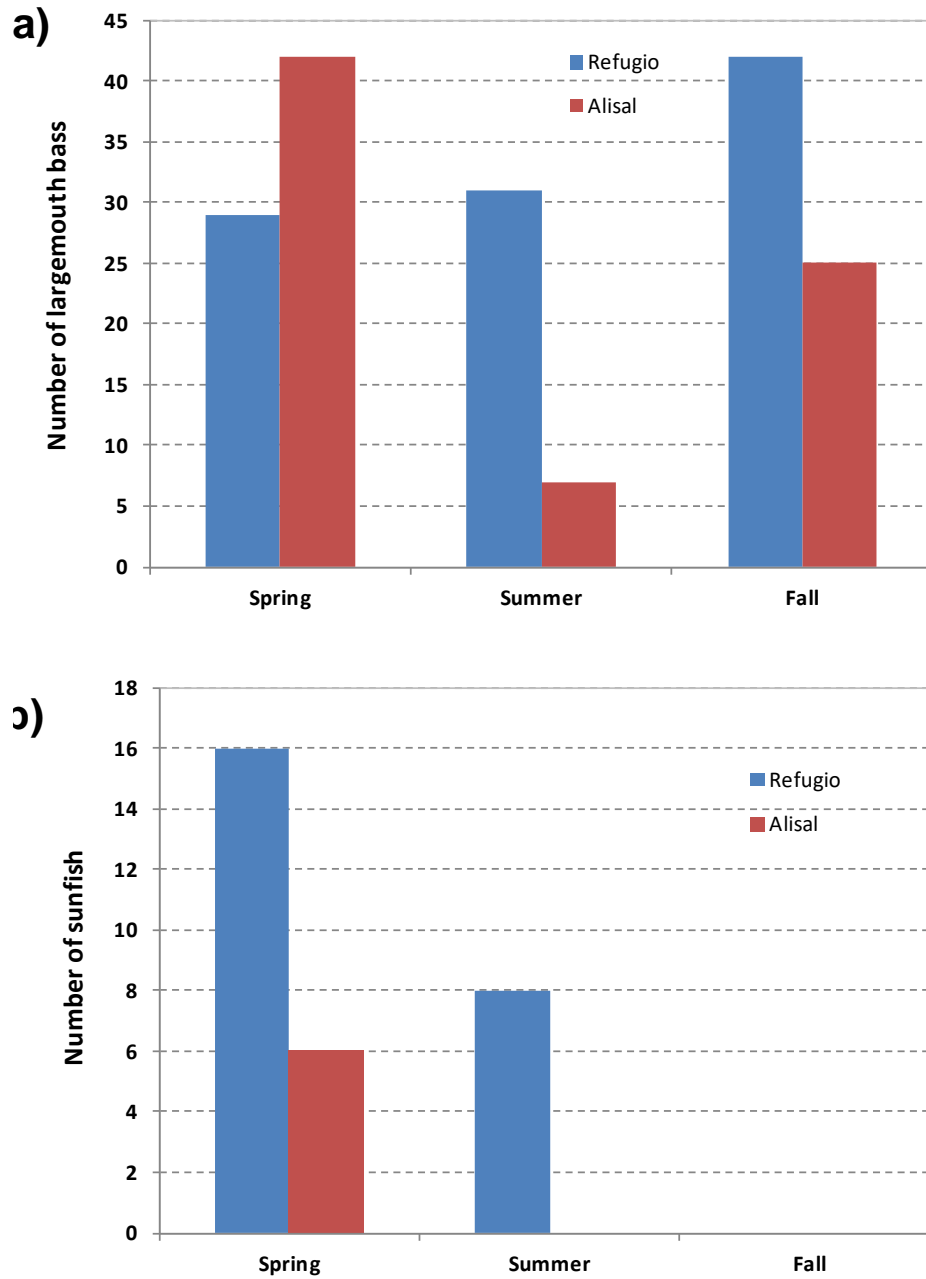 a)
Number of largemouth bass
45
40
35
30
25
20
15
10
5
0
Refugio
Alisal
Spring Summer Fall
b)
Number of sunfish
18
16
14
12
10
8
6
4
2
0
Refugio
Alisal
Spring Summer Fall